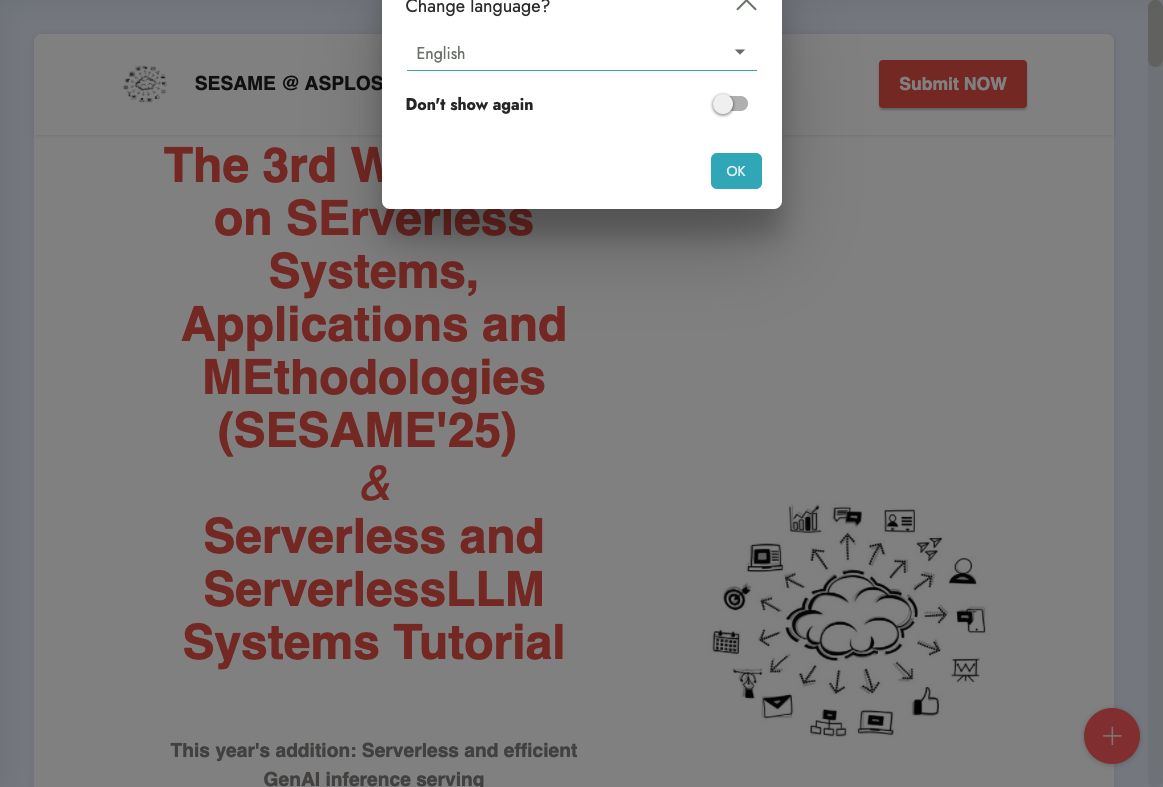 Change language?
English
Don't show again
OK
SESAME @ ASPLOS
Submit NOW
The 3rd W
on SErverless
Systems,
Applications and
MEthodologies
(SESAME'25)
&
Serverless and
ServerlessLLM
Systems Tutorial
This year's addition: Serverless and efficient
GenAI inference serving